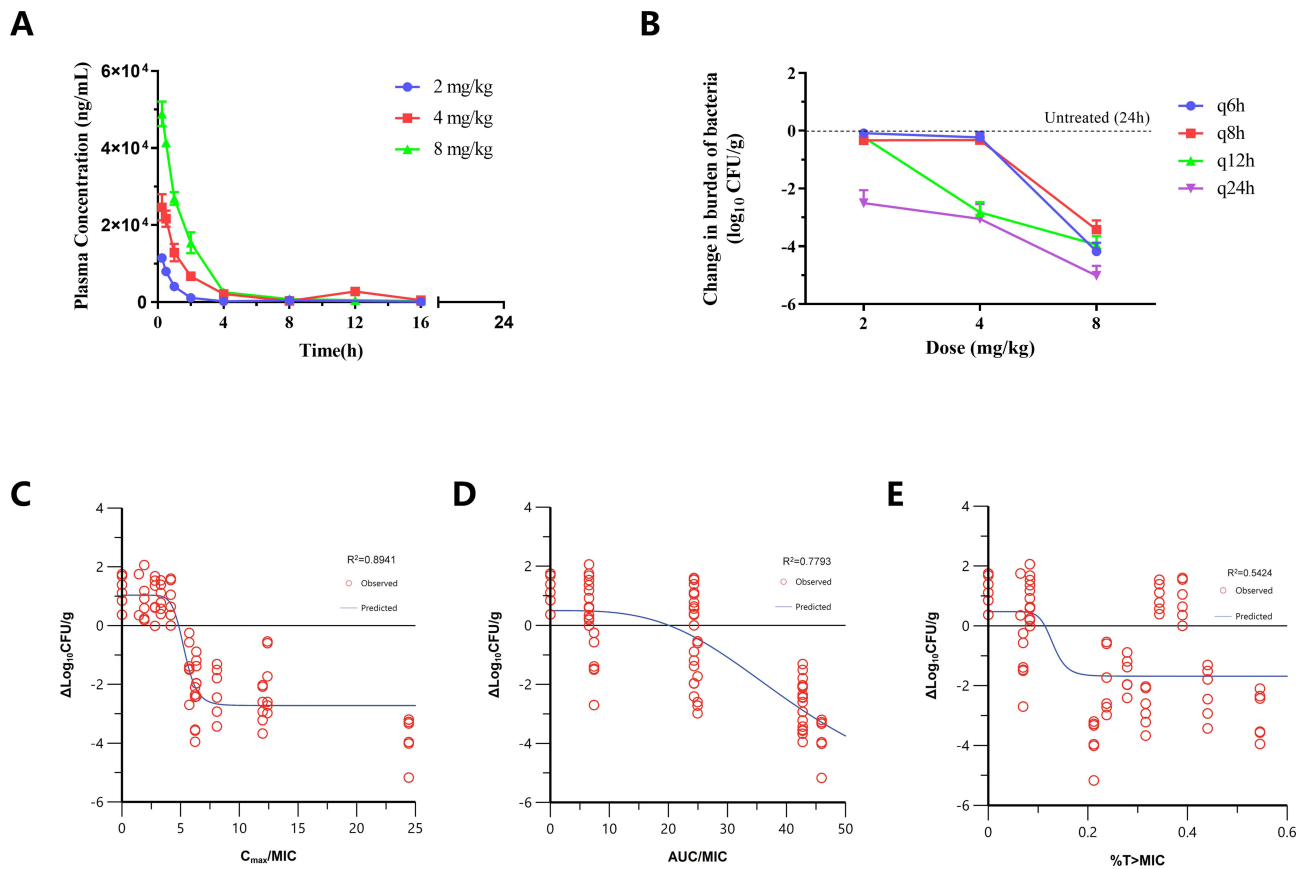 A
Plasma Concentration (ng/mL)
6×10⁴
4×10⁴
2×10⁴
0
0
4
8
12
16
24
Time(h)
2 mg/kg
4 mg/kg
8 mg/kg
B
Change in burden of bacteria
(log₁₀ CFU/g)
2
0
-2
-4
-6
2
4
8
Dose (mg/kg)
Untreated (24h)
q6h
q8h
q12h
q24h
C
ΔLog₁₀CFU/g
4
2
0
-2
-4
-6
0
5
10
15
20
25
Cₘₐₓ/MIC
R²=0.8941
Observed
Predicted
D
ΔLog₁₀CFU/g
4
2
0
-2
-4
-6
0
10
20
30
40
50
AUC/MIC
R²=0.7793
Observed
Predicted
E
ΔLog₁₀CFU/g
4
2
0
-2
-4
-6
0
0.2
0.4
0.6
%T>MIC
R²=0.5424
Observed
Predicted